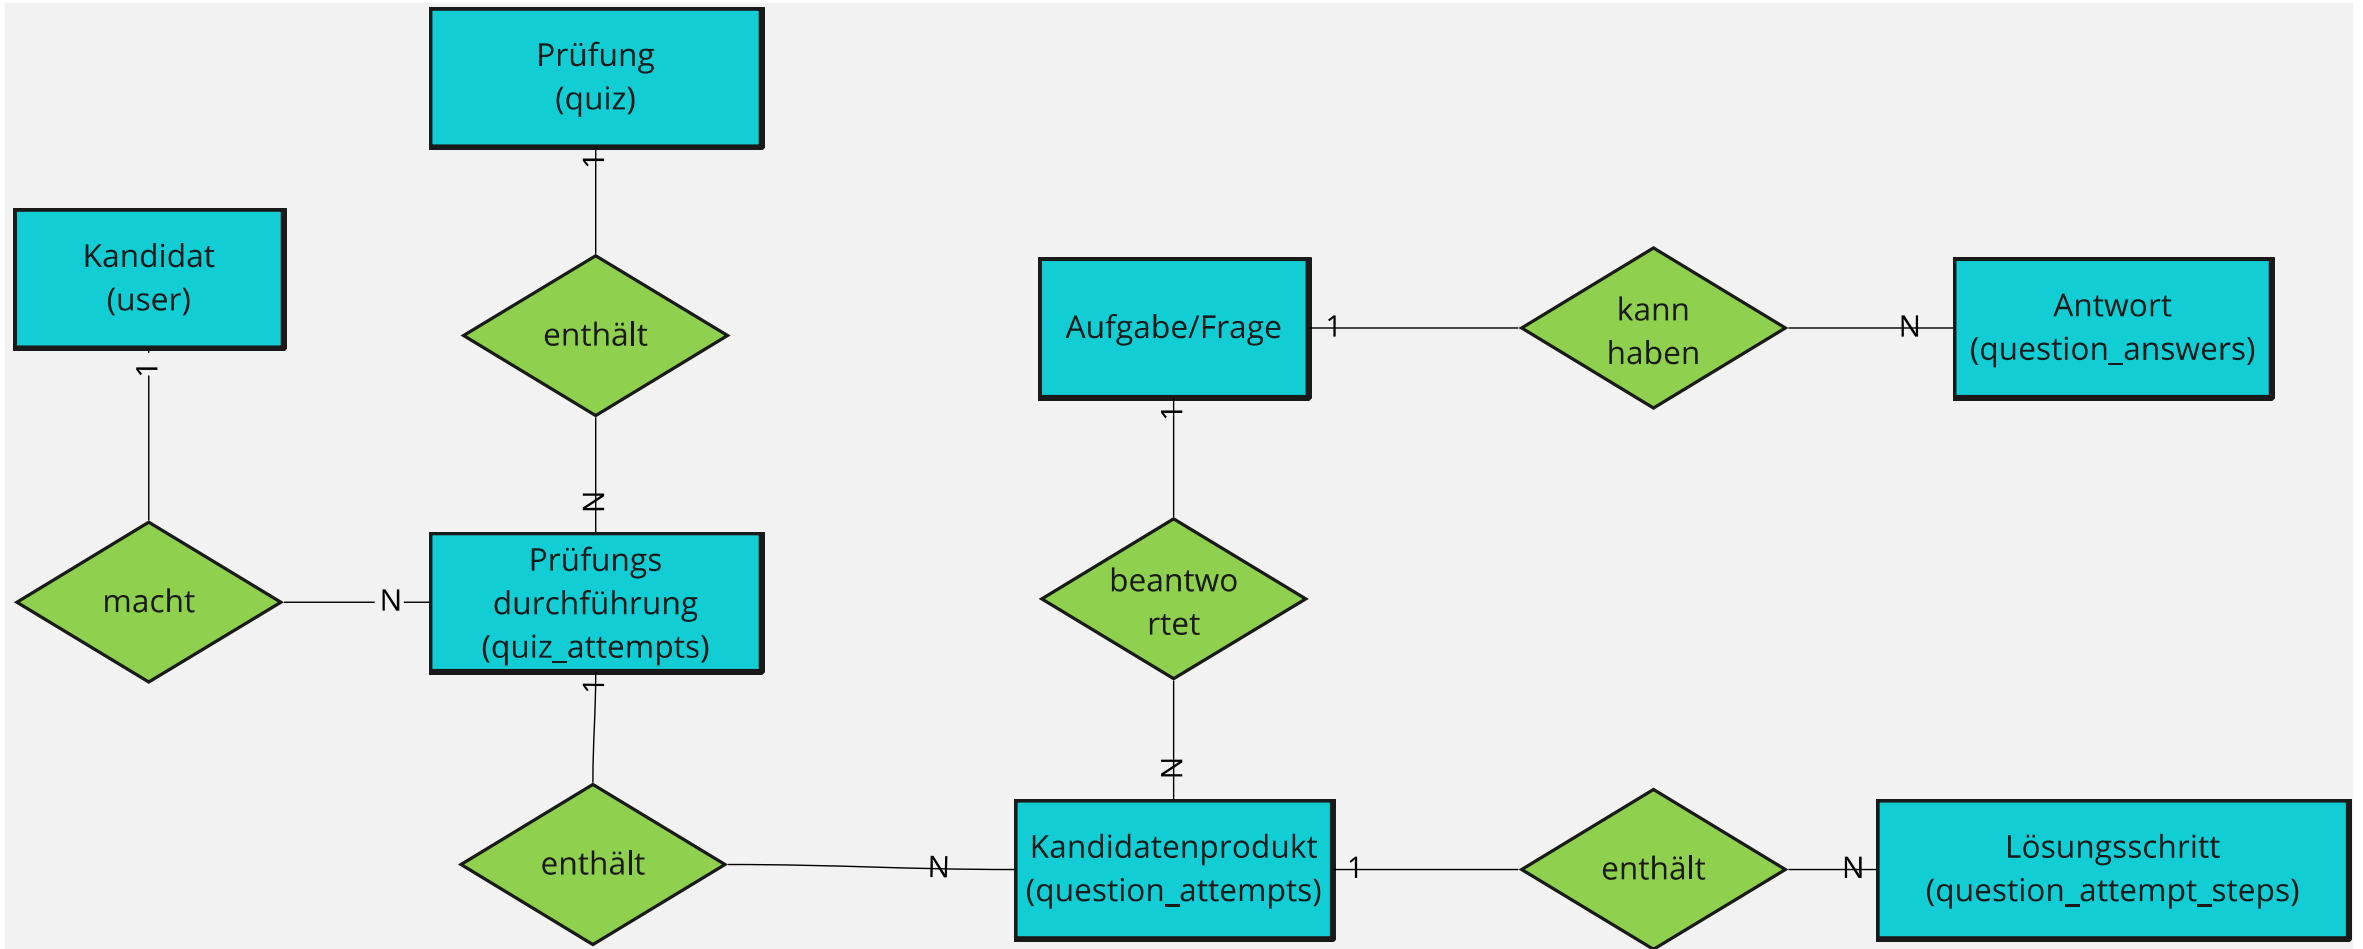 Prüfung
(quiz)
1
Kandidat
(user)
1
enthält
N
macht
N
Prüfungs
durchführung
(quiz_attempts)
1
enthält
N
Aufgabe/Frage
1
kann
haben
N
Antwort
(question_answers)
1
beantwo
rtet
N
Kandidatenprodukt
(question_attempts)
1
enthält
N
Lösungsschritt
(question_attempt_steps)